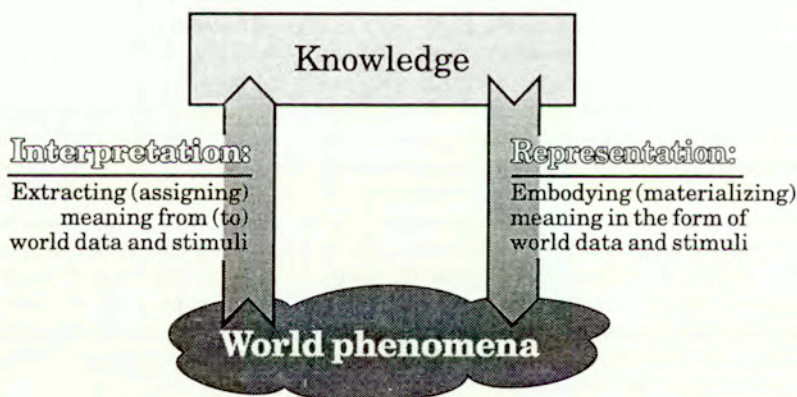 Knowledge
Interpretation:
Extracting (assigning)
meaning from (to)
world data and stimuli
Representation:
Embodying (materializing)
meaning in the form of
world data and stimuli
World phenomena